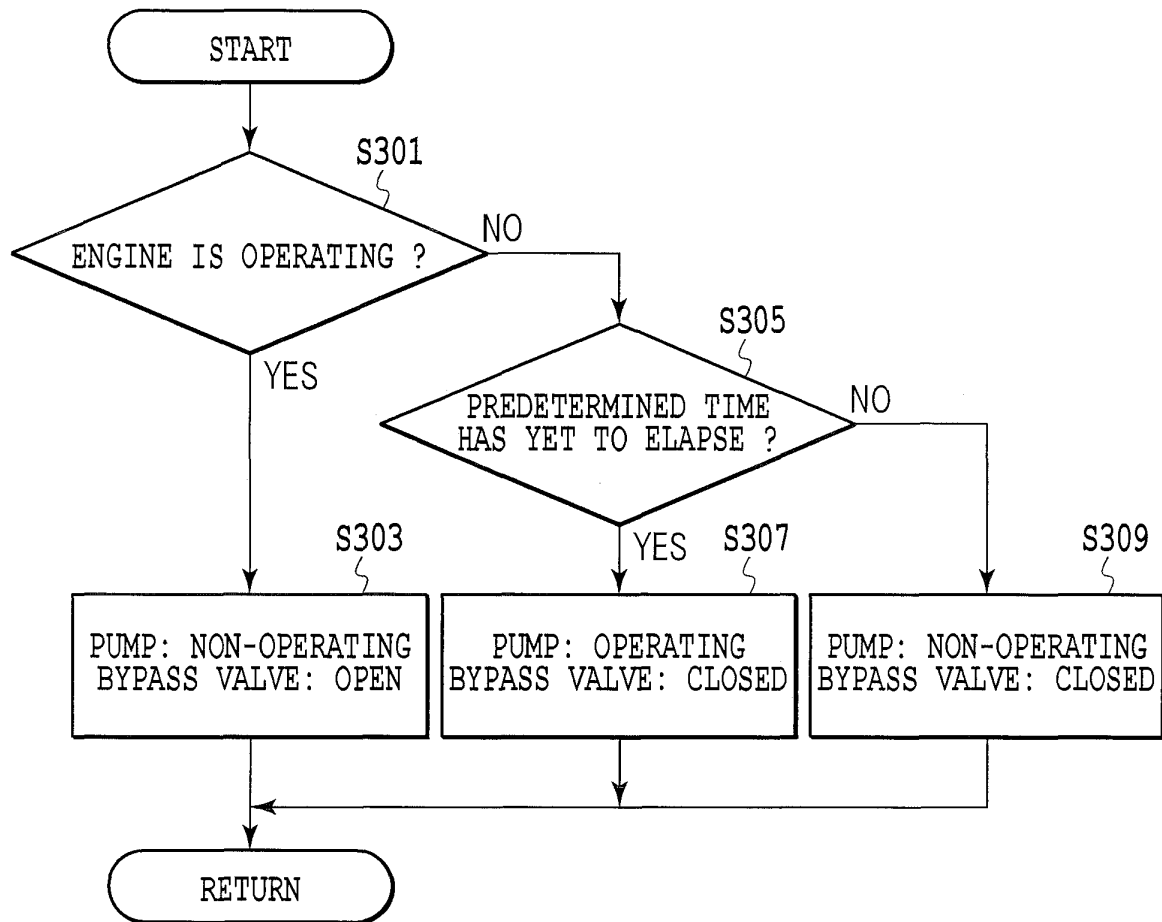 START
S301
ENGINE IS OPERATING ?
NO
YES
S305
PREDETERMINED TIME
HAS YET TO ELAPSE ?
NO
YES
S303
PUMP: NON-OPERATING
BYPASS VALVE: OPEN
S307
PUMP: OPERATING
BYPASS VALVE: CLOSED
S309
PUMP: NON-OPERATING
BYPASS VALVE: CLOSED
RETURN